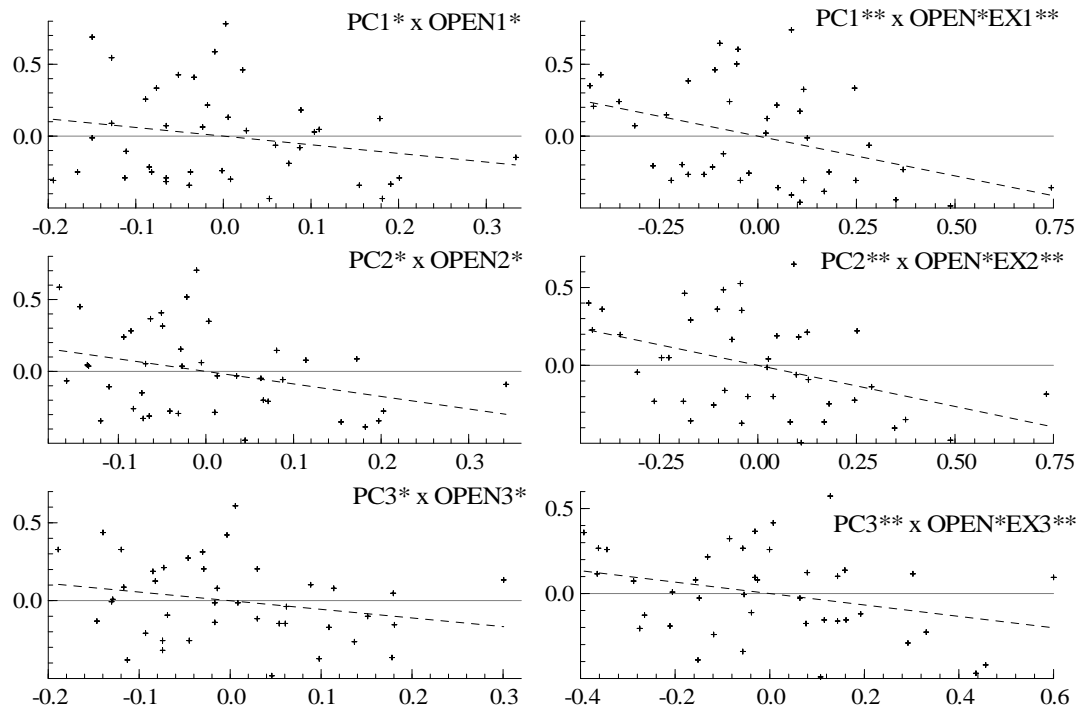 PC1* x OPEN1*
0.5
0.0
-0.2 -0.1 0.0 0.1 0.2 0.3
PC1** x OPEN*EX1**
0.5
0.0
-0.25 0.00 0.25 0.50 0.75
PC2* x OPEN2*
0.5
0.0
-0.1 0.0 0.1 0.2 0.3
PC2** x OPEN*EX2**
0.5
0.0
-0.25 0.00 0.25 0.50 0.75
PC3* x OPEN3*
0.5
0.0
-0.2 -0.1 0.0 0.1 0.2 0.3
PC3** x OPEN*EX3**
0.5
0.0
-0.4 -0.2 0.0 0.2 0.4 0.6